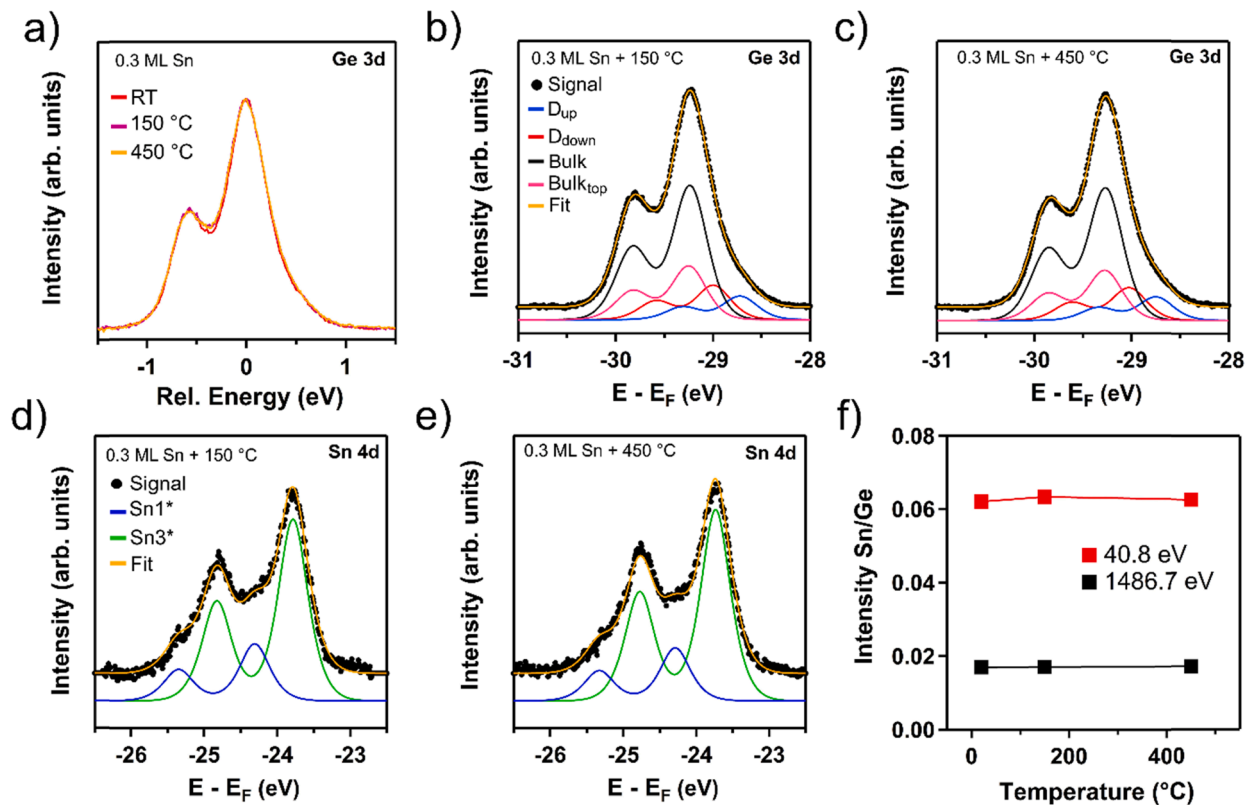 a)
0.3 ML Sn
Ge 3d
RT
150 °C
450 °C
Intensity (arb. units)
-1
0
1
Rel. Energy (eV)
b)
0.3 ML Sn + 150 °C
Ge 3d
Signal
Dup
Ddown
Bulk
Bulktop
Fit
Intensity (arb. units)
-31
-30
-29
-28
E - EF (eV)
c)
0.3 ML Sn + 450 °C
Ge 3d
Intensity (arb. units)
-31
-30
-29
-28
E - EF (eV)
d)
0.3 ML Sn + 150 °C
Sn 4d
Signal
Sn1*
Sn3*
Fit
Intensity (arb. units)
-26
-25
-24
-23
E - EF (eV)
e)
0.3 ML Sn + 450 °C
Sn 4d
Intensity (arb. units)
-26
-25
-24
-23
E - EF (eV)
f)
0.08
0.06
0.04
0.02
0.00
Intensity Sn/Ge
40.8 eV
1486.7 eV
0
200
400
Temperature (°C)